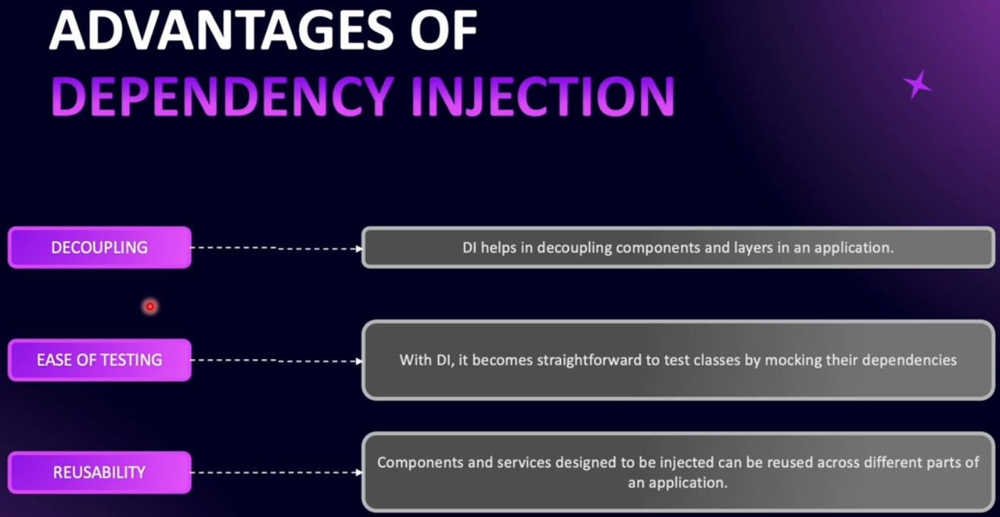 ADVANTAGES OF
DEPENDENCY INJECTION
DECOUPLING
DI helps in decoupling components and layers in an application.
EASE OF TESTING
With DI, it becomes straightforward to test classes by mocking their dependencies
REUSABILITY
Components and services designed to be injected can be reused across different parts of
an application.